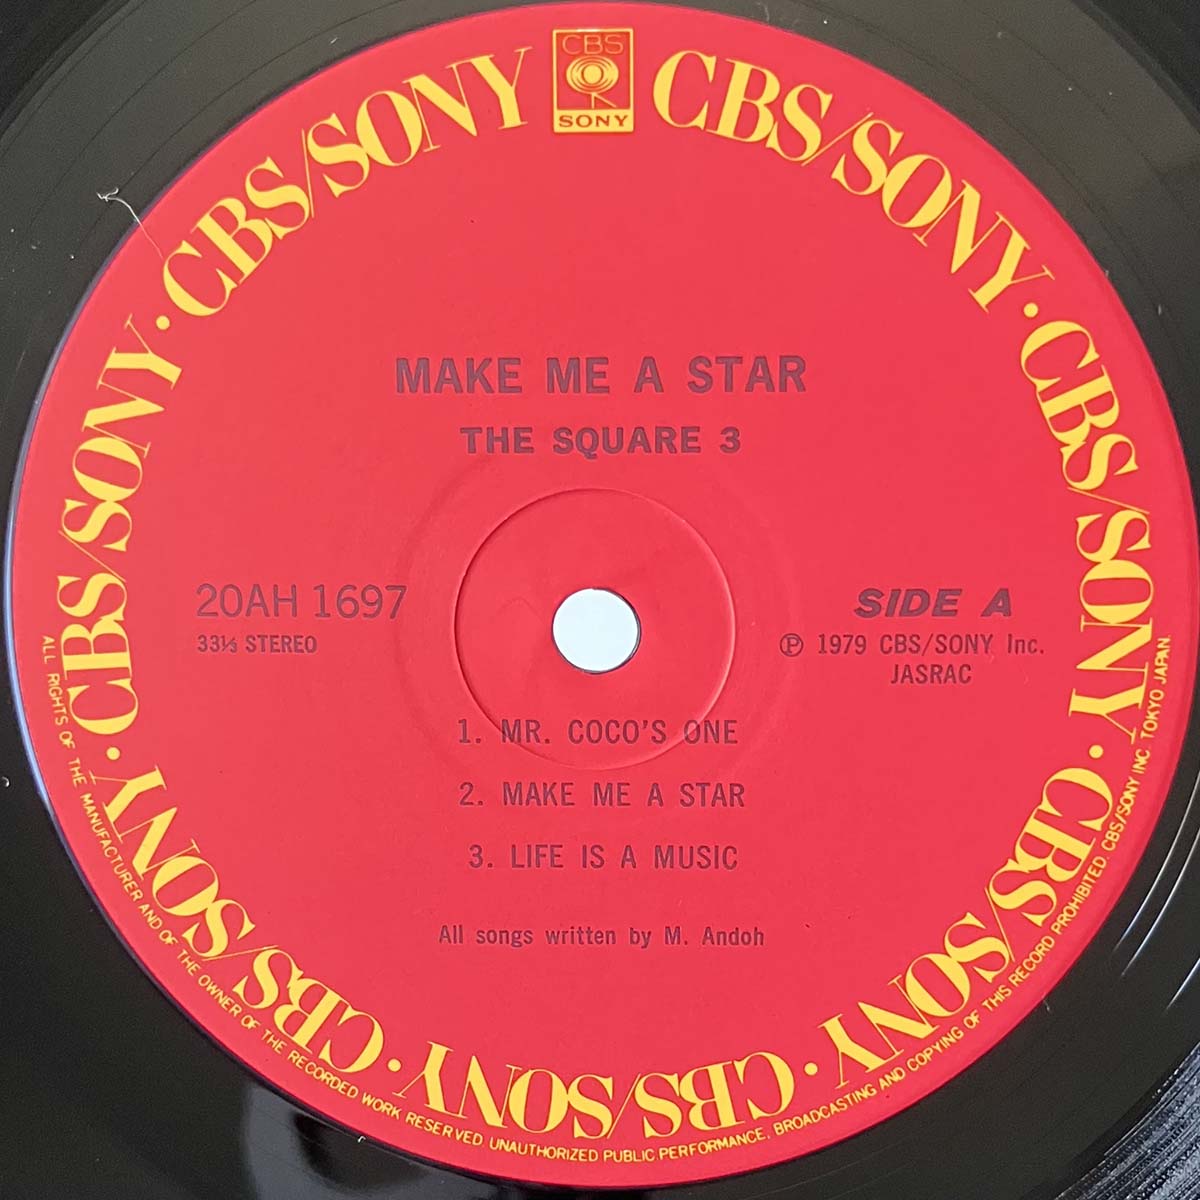 CBS
SONY
CBS/SONY · CBS/SONY · CBS/SONY · CBS/SONY · CBS/SONY · CBS/SONY · CBS/SONY · CBS/SONY · CBS/SONY
MAKE ME A STAR
THE SQUARE 3
20AH 1697
33⅓ STEREO
SIDE A
Ⓟ 1979 CBS/SONY Inc.
JASRAC
1. MR. COCO'S ONE
2. MAKE ME A STAR
3. LIFE IS A MUSIC
All songs written by M. Andoh
ALL RIGHTS OF THE MANUFACTURER AND OF THE OWNER OF THE RECORDED WORK RESERVED. UNAUTHORIZED PUBLIC PERFORMANCE, BROADCASTING AND COPYING OF THIS RECORD PROHIBITED. CBS/SONY INC. TOKYO JAPAN.